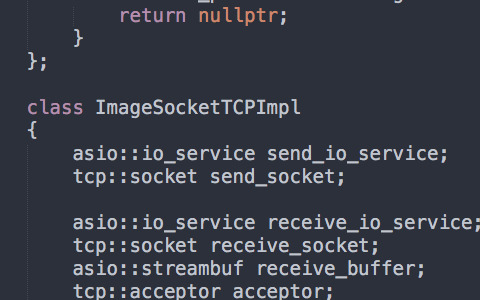 return nullptr;
}
};
class ImageSocketTCPImpl
{
asio::io_service send_io_service;
tcp::socket send_socket;
asio::io_service receive_io_service;
tcp::socket receive_socket;
asio::streambuf receive_buffer;
tcp::acceptor acceptor;